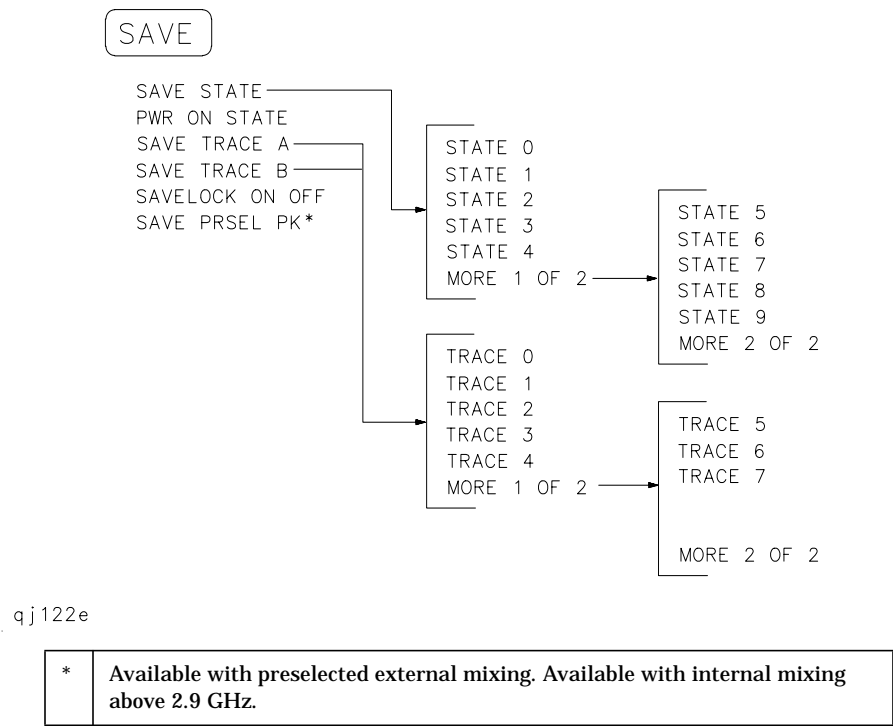 SAVE
SAVE STATE
PWR ON STATE
SAVE TRACE A
SAVE TRACE B
SAVELOCK ON OFF
SAVE PRSEL PK*
STATE 0
STATE 1
STATE 2
STATE 3
STATE 4
MORE 1 OF 2
STATE 5
STATE 6
STATE 7
STATE 8
STATE 9
MORE 2 OF 2
TRACE 0
TRACE 1
TRACE 2
TRACE 3
TRACE 4
MORE 1 OF 2
TRACE 5
TRACE 6
TRACE 7
MORE 2 OF 2
qj122e
* Available with preselected external mixing. Available with internal mixing
above 2.9 GHz.